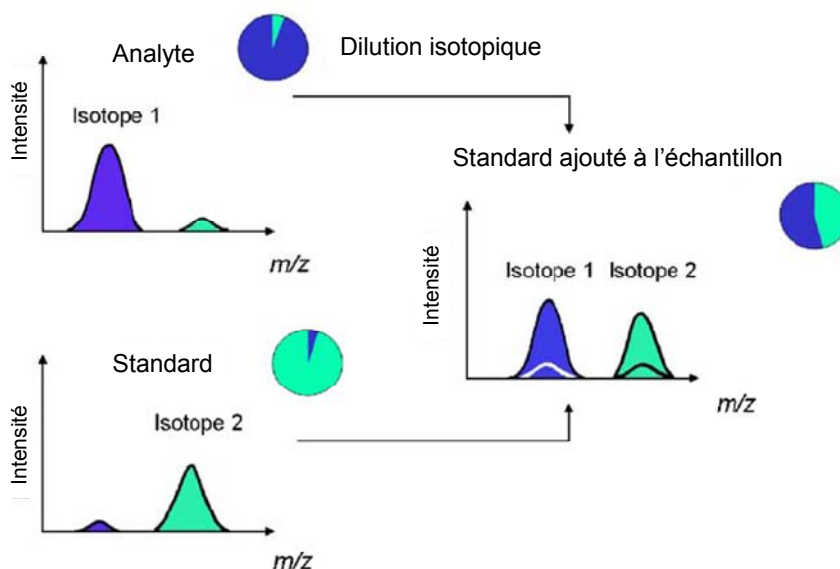 Analyte
Dilution isotopique
Intensité
Isotope 1
m/z
Standard ajouté à l'échantillon
Intensité
Isotope 1
Isotope 2
m/z
Standard
Intensité
Isotope 2
m/z